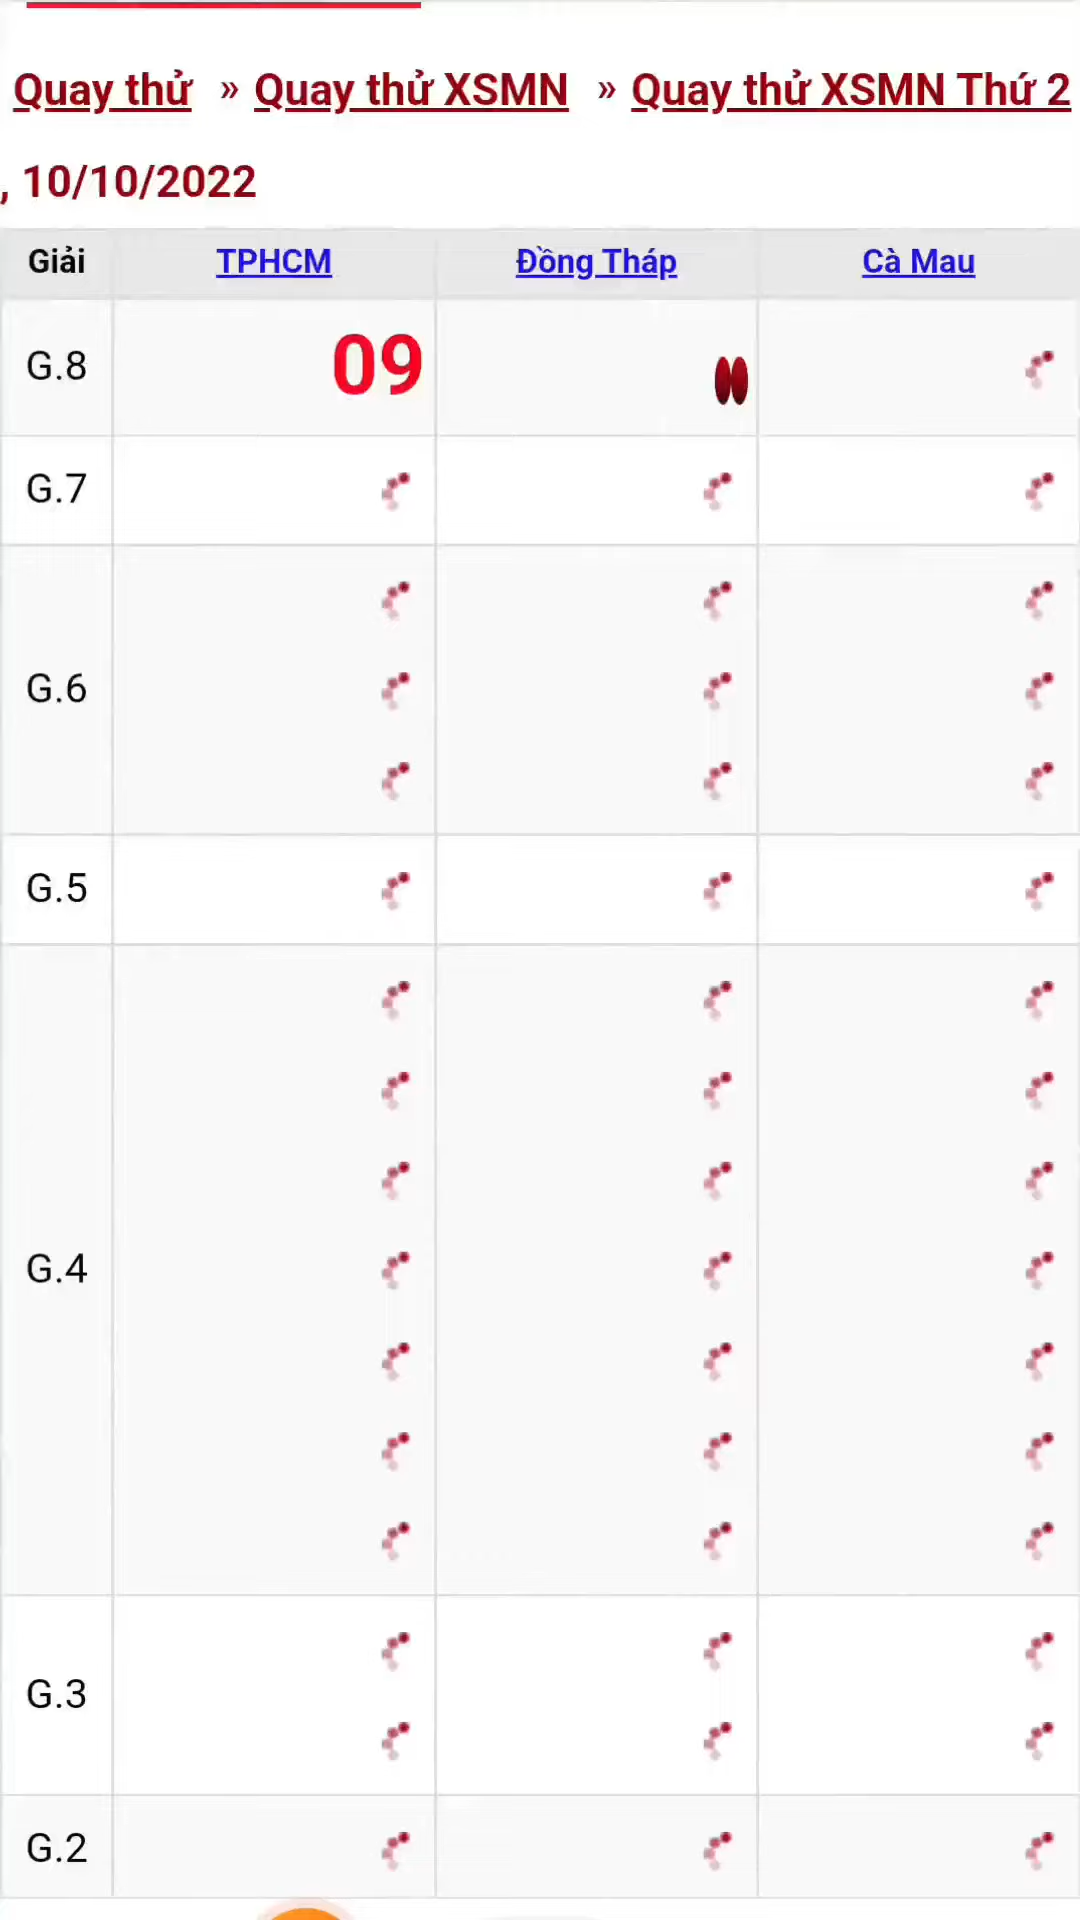 Quay thử » Quay thử XSMN » Quay thử XSMN Thứ 2
, 10/10/2022
Giải TPHCM Đồng Tháp Cà Mau
G.8 09
G.7
G.6
G.5
G.4
G.3
G.2